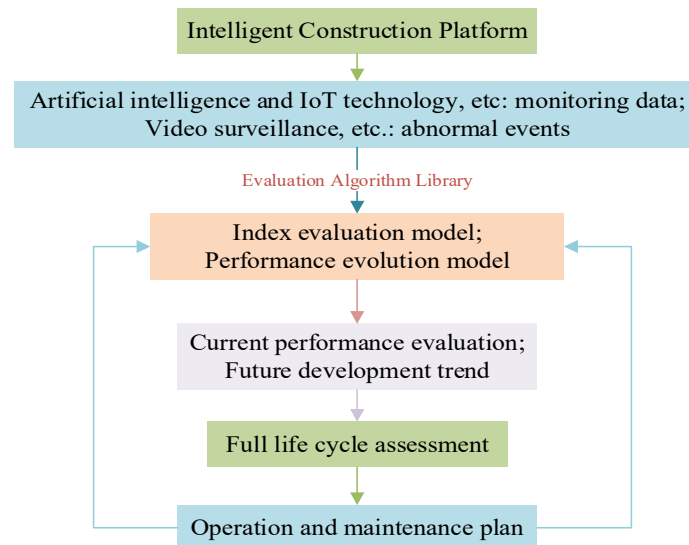 Intelligent Construction Platform
Artificial intelligence and IoT technology, etc: monitoring data;
Video surveillance, etc.: abnormal events
Evaluation Algorithm Library
Index evaluation model;
Performance evolution model
Current performance evaluation;
Future development trend
Full life cycle assessment
Operation and maintenance plan